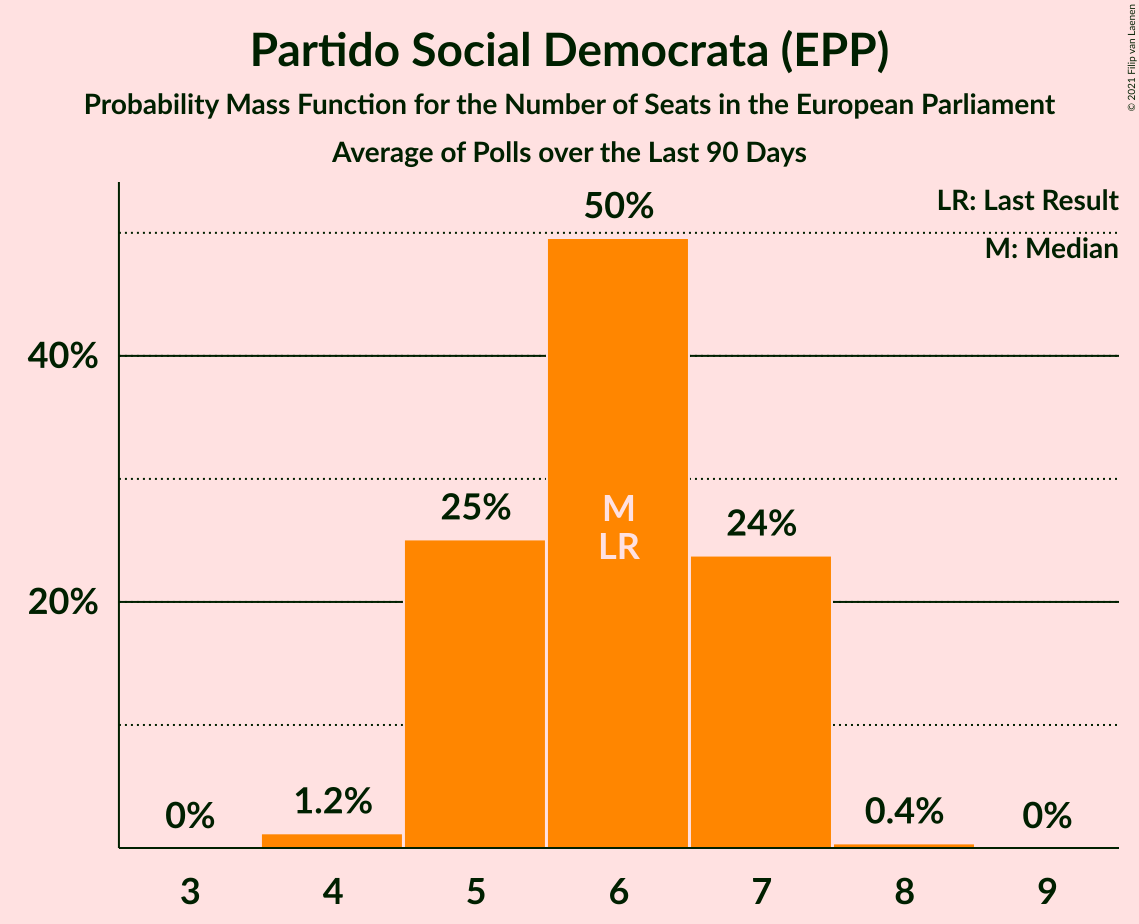 Partido Social Democrata (EPP)
Probability Mass Function for the Number of Seats in the European Parliament
Average of Polls over the Last 90 Days
© 2021 Filip van Laenen
LR: Last Result
M: Median
50%
40%
25%
M
LR
24%
20%
0%
1.2%
0.4%
0%
3 4 5 6 7 8 9